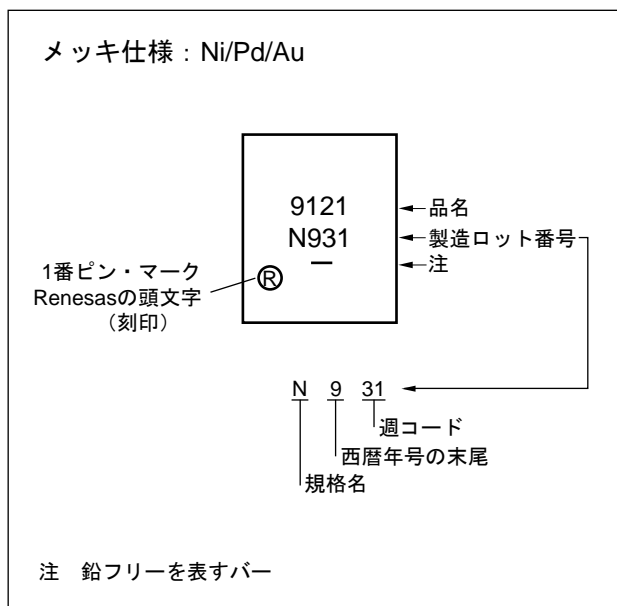 メッキ仕様：Ni/Pd/Au
9121
N931
Ⓡ
品名
製造ロット番号
注
1番ピン・マーク
Renesasの頭文字
（刻印）
N 9 31
週コード
西暦年号の末尾
規格名
注 鉛フリーを表すバー